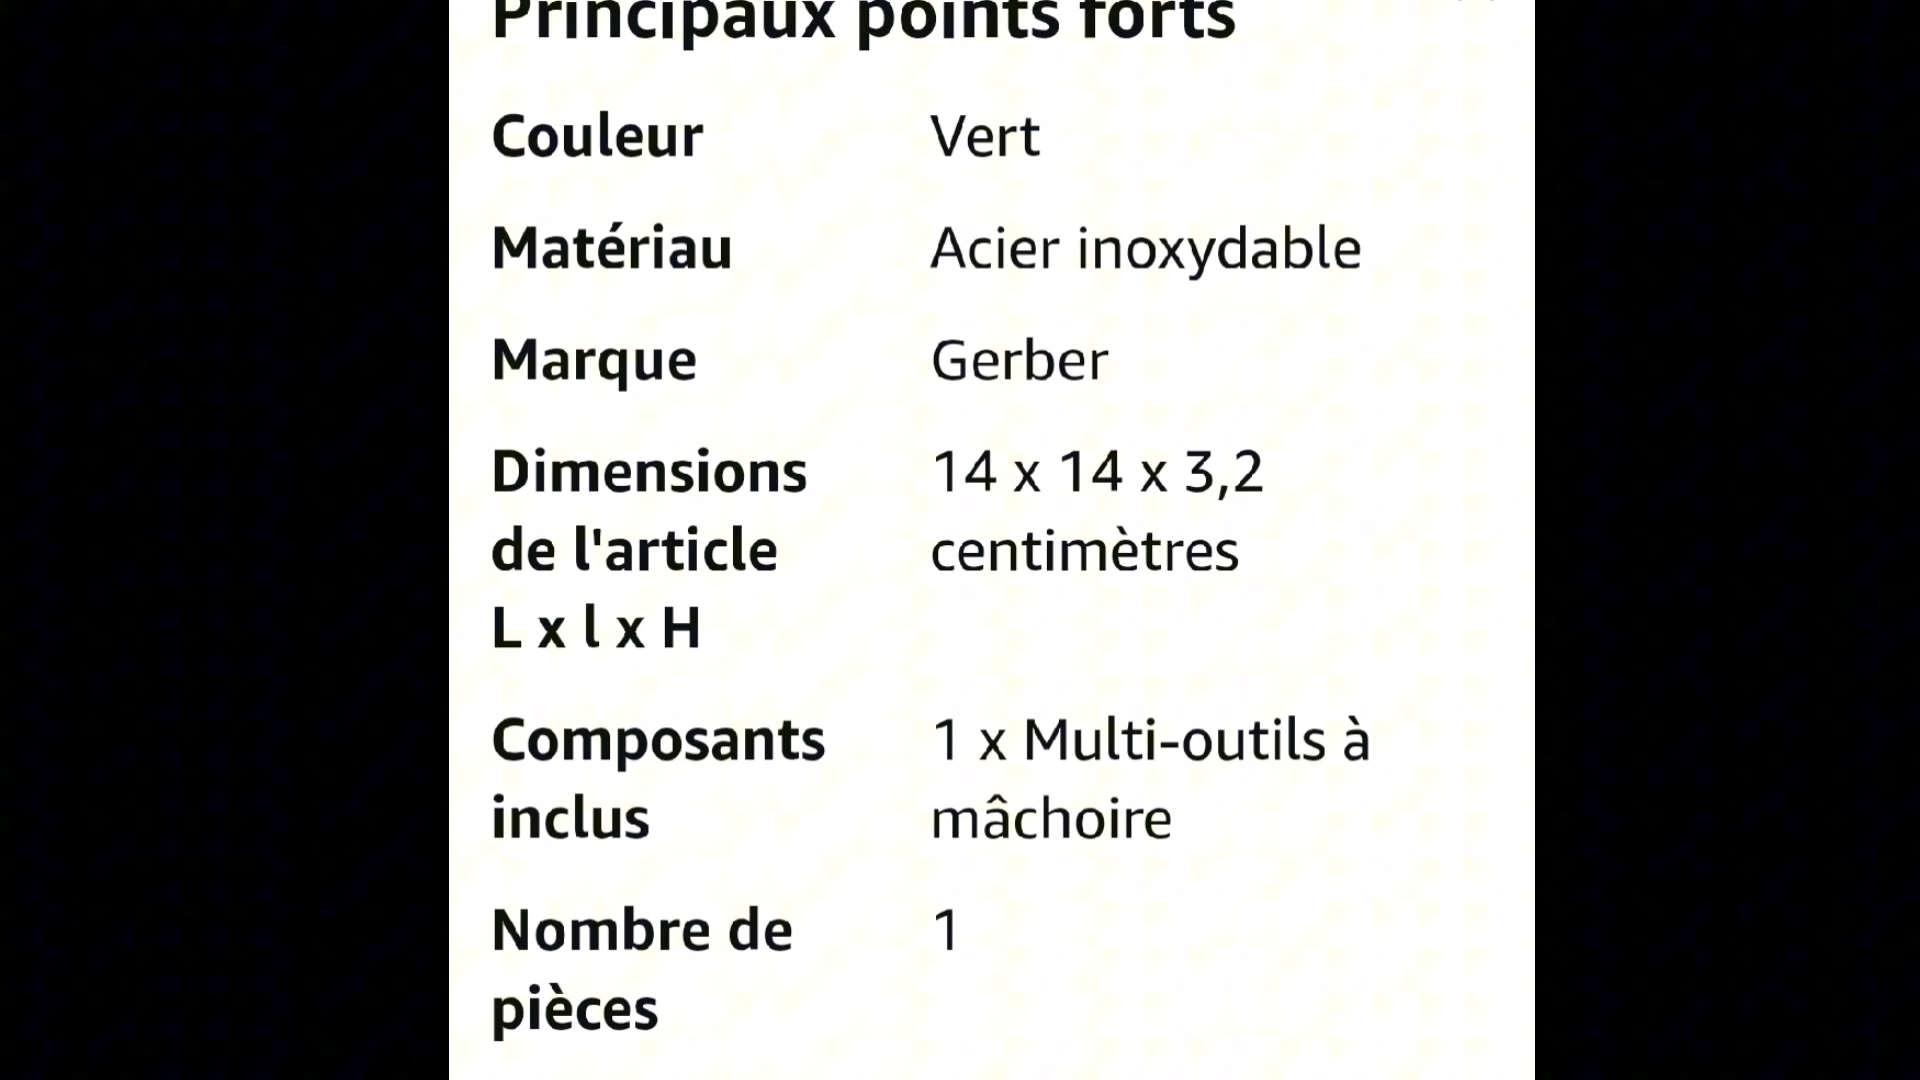 Principaux points forts
Couleur Vert
Matériau Acier inoxydable
Marque Gerber
Dimensions 14 x 14 x 3,2
de l'article centimètres
L x l x H
Composants 1 x Multi-outils à
inclus mâchoire
Nombre de 1
pièces